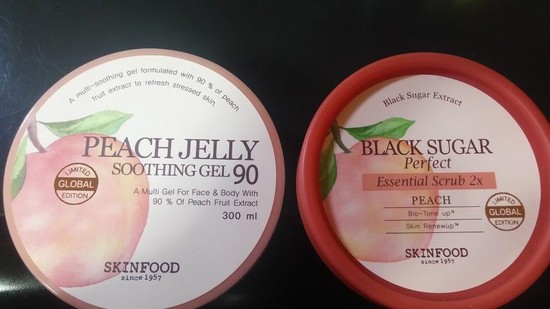 A multi-soothing gel formulated with 90 % of peach
fruit extract to refresh stressed skin.
PEACH JELLY
SOOTHING GEL 90
LIMITED
GLOBAL
EDITION
A Multi Gel For Face & Body With
90 % Of Peach Fruit Extract
300 ml
SKINFOOD
since 1957
Black Sugar Extract
BLACK SUGAR
Perfect
Essential Scrub 2x
PEACH
Bio-Tone up™
Skin Renewup™
LIMITED
GLOBAL
EDITION
SKINFOOD
since 1957